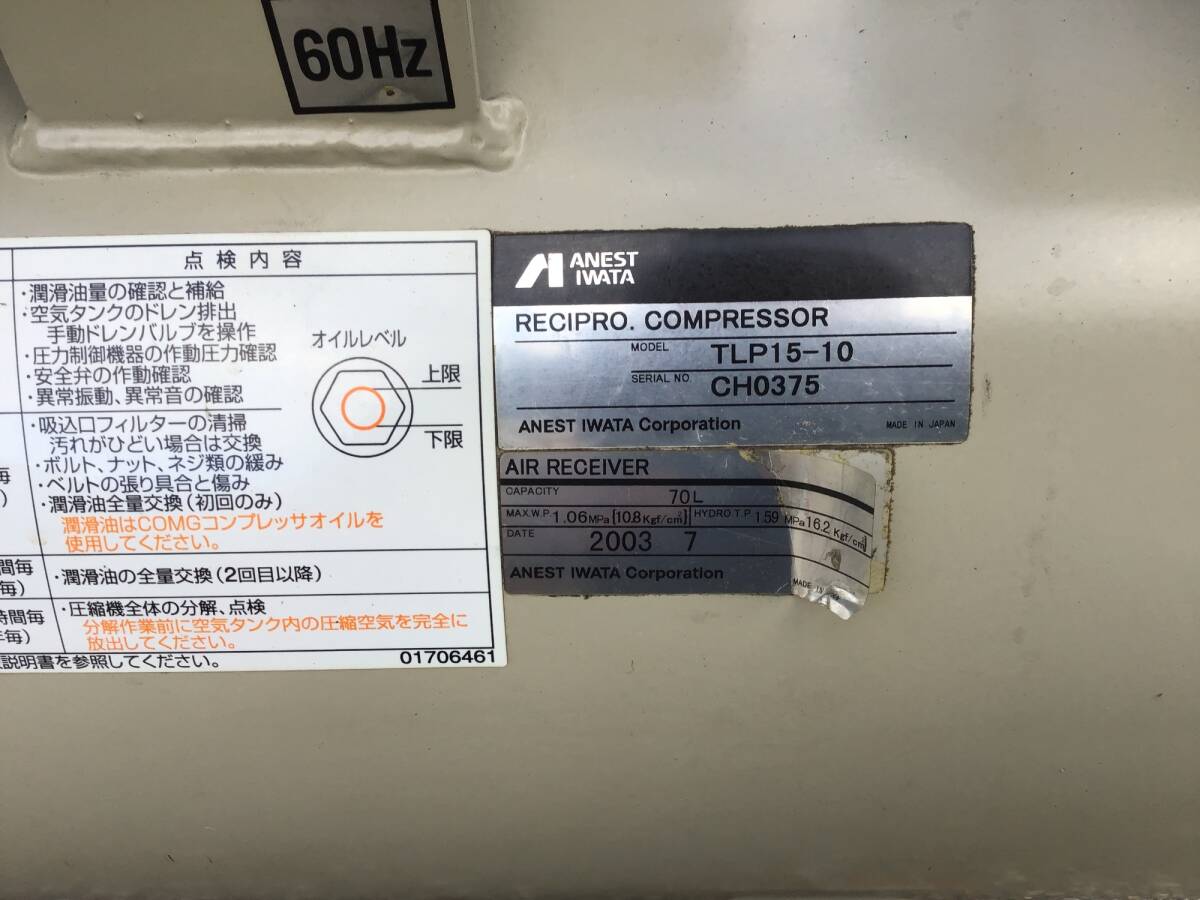 60Hz
点検内容
・潤滑油量の確認と補給
・空気タンクのドレン排出
手動ドレンバルブを操作
・圧力制御機器の作動圧力確認
・安全弁の作動確認
・異常振動、異常音の確認
オイルレベル
上限
下限
・吸込口フィルターの清掃
汚れがひどい場合は交換
・ボルト、ナット、ネジ類の緩み
・ベルトの張り具合と傷み
・潤滑油全量交換(初回のみ)
潤滑油はCOMGコンプレッサオイルを
使用してください。
毎
)
間毎
毎)
・潤滑油の全量交換(2回目以降)
時間毎
年毎)
・圧縮機全体の分解、点検
分解作業前に空気タンク内の圧縮空気を完全に
放出してください。
説明書を参照してください。
01706461
ANEST
IWATA
RECIPRO. COMPRESSOR
MODEL TLP15-10
SERIAL NO. CH0375
ANEST IWATA Corporation MADE IN JAPAN
AIR RECEIVER
CAPACITY 70L
MAX.W.P. 1.06MPa [10.8Kgf/cm²] HYDRO T.P. 1.59 MPa 16.2 Kgf/cm²
DATE 2003 7
ANEST IWATA Corporation MADE IN